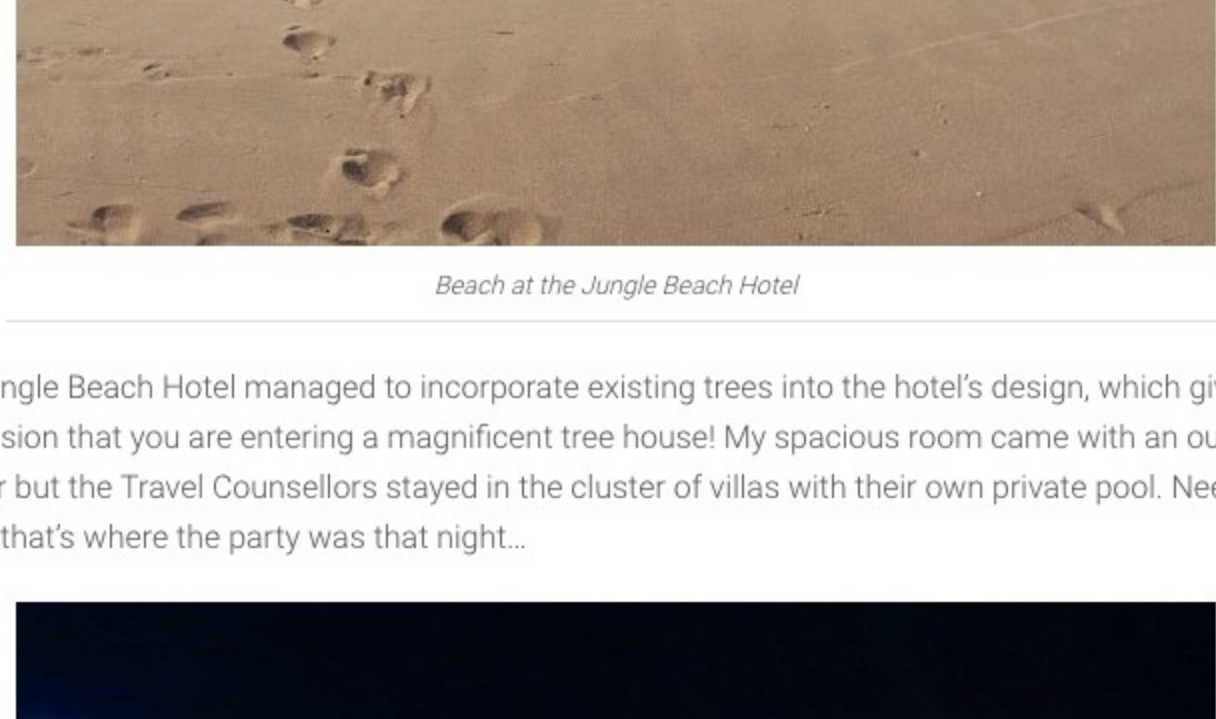 Beach at the Jungle Beach Hotel
ngle Beach Hotel managed to incorporate existing trees into the hotel's design, which giv
sion that you are entering a magnificent tree house! My spacious room came with an ou
r but the Travel Counsellors stayed in the cluster of villas with their own private pool. Nee
that's where the party was that night...